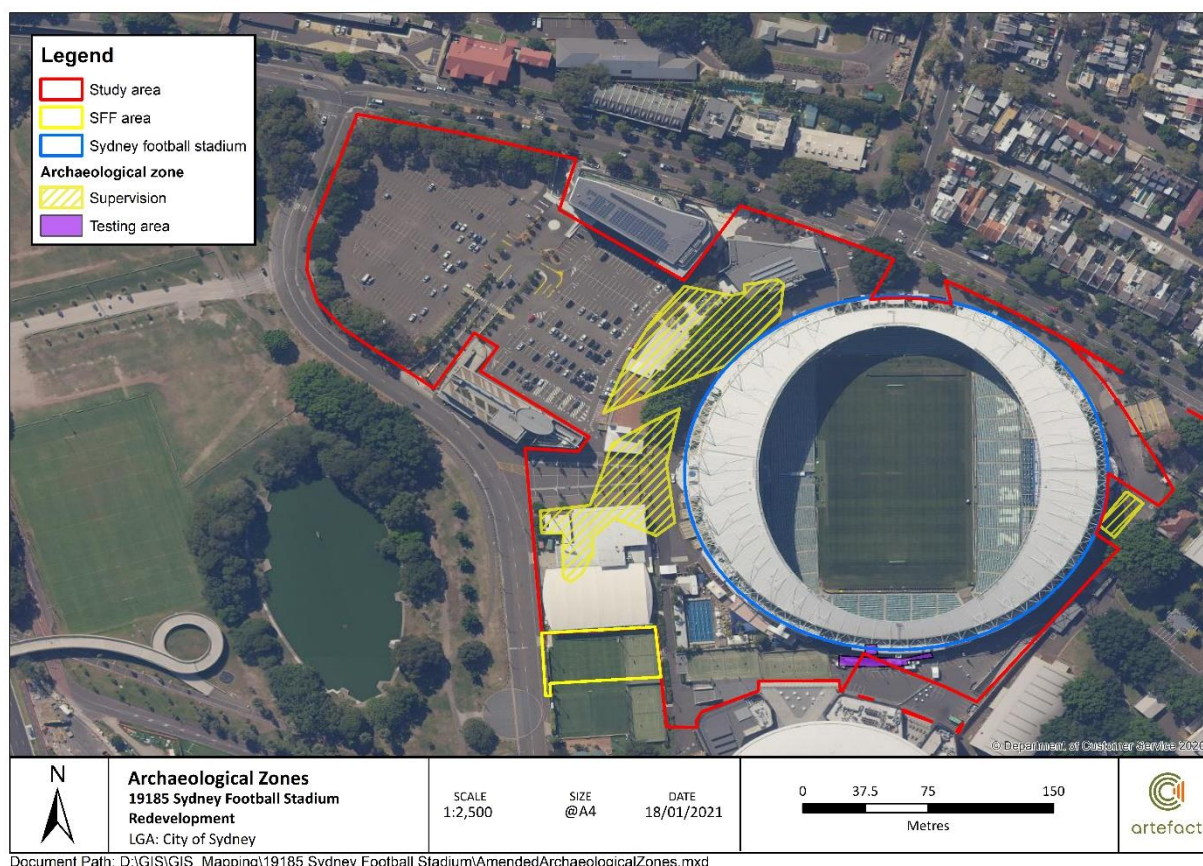 Legend
Study area
SFF area
Sydney football stadium
Archaeological zone
Supervision
Testing area
© Department of Customer Service 2020
N
Archaeological Zones
19185 Sydney Football Stadium
Redevelopment
LGA: City of Sydney
SCALE
1:2,500
SIZE
@A4
DATE
18/01/2021
0 37.5 75 150
Metres
artefact
Document Path: D:\GIS\GIS_Mapping\19185 Sydney Football Stadium\AmendedArchaeologicalZones.mxd